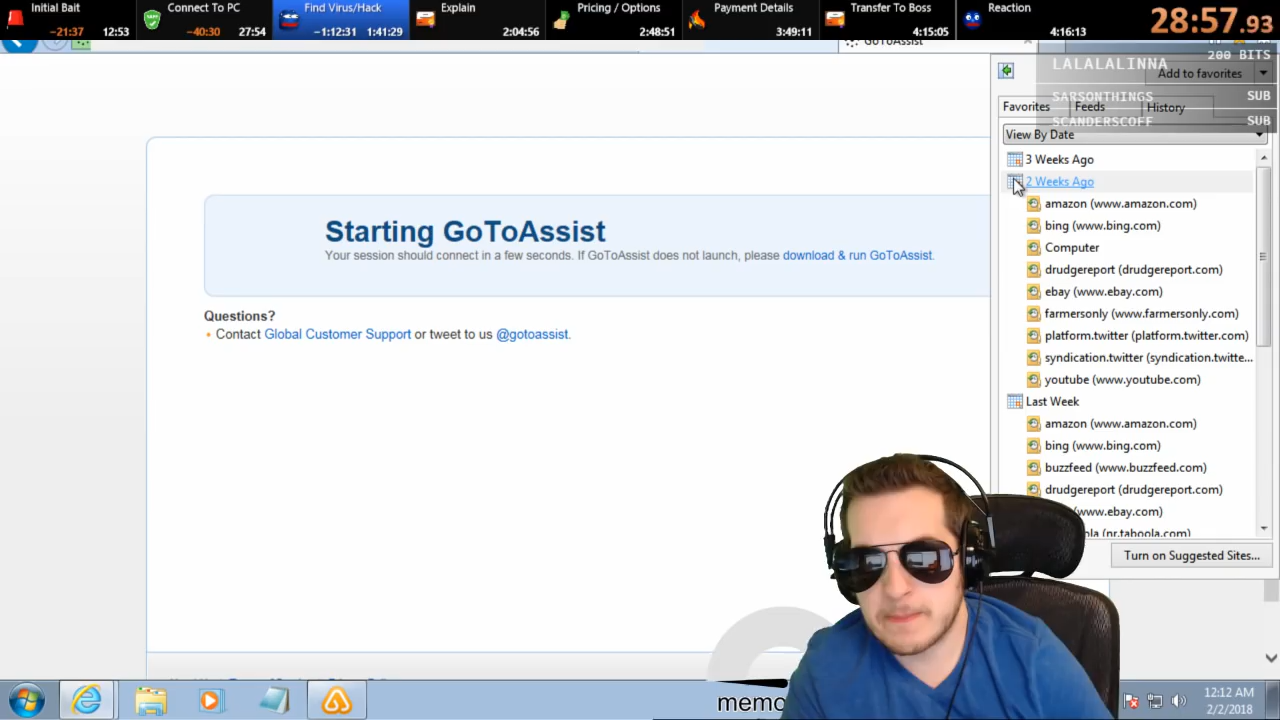 Initial Bait
-21:37 12:53
Connect To PC
-40:30 27:54
Find Virus/Hack
-1:12:31 1:41:29
Explain
2:04:56
Pricing / Options
2:48:51
Payment Details
3:49:11
Transfer To Boss
4:15:05
Reaction
4:16:13
28:57.93
GoToAssist
200 BITS
LALALALINNA
Add to favorites
SARSONTHINGS SUB
Favorites Feeds History
SCANDERSCOFF SUB
View By Date
3 Weeks Ago
2 Weeks Ago
amazon (www.amazon.com)
bing (www.bing.com)
Computer
drudgereport (drudgereport.com)
ebay (www.ebay.com)
farmersonly (www.farmersonly.com)
platform.twitter (platform.twitter.com)
syndication.twitter (syndication.twitte...
youtube (www.youtube.com)
Last Week
amazon (www.amazon.com)
bing (www.bing.com)
buzzfeed (www.buzzfeed.com)
drudgereport (drudgereport.com)
(www.ebay.com)
(nr.taboola.com)
Turn on Suggested Sites...
Starting GoToAssist
Your session should connect in a few seconds. If GoToAssist does not launch, please download & run GoToAssist.
Questions?
• Contact Global Customer Support or tweet to us @gotoassist.
memo
12:12 AM
2/2/2018